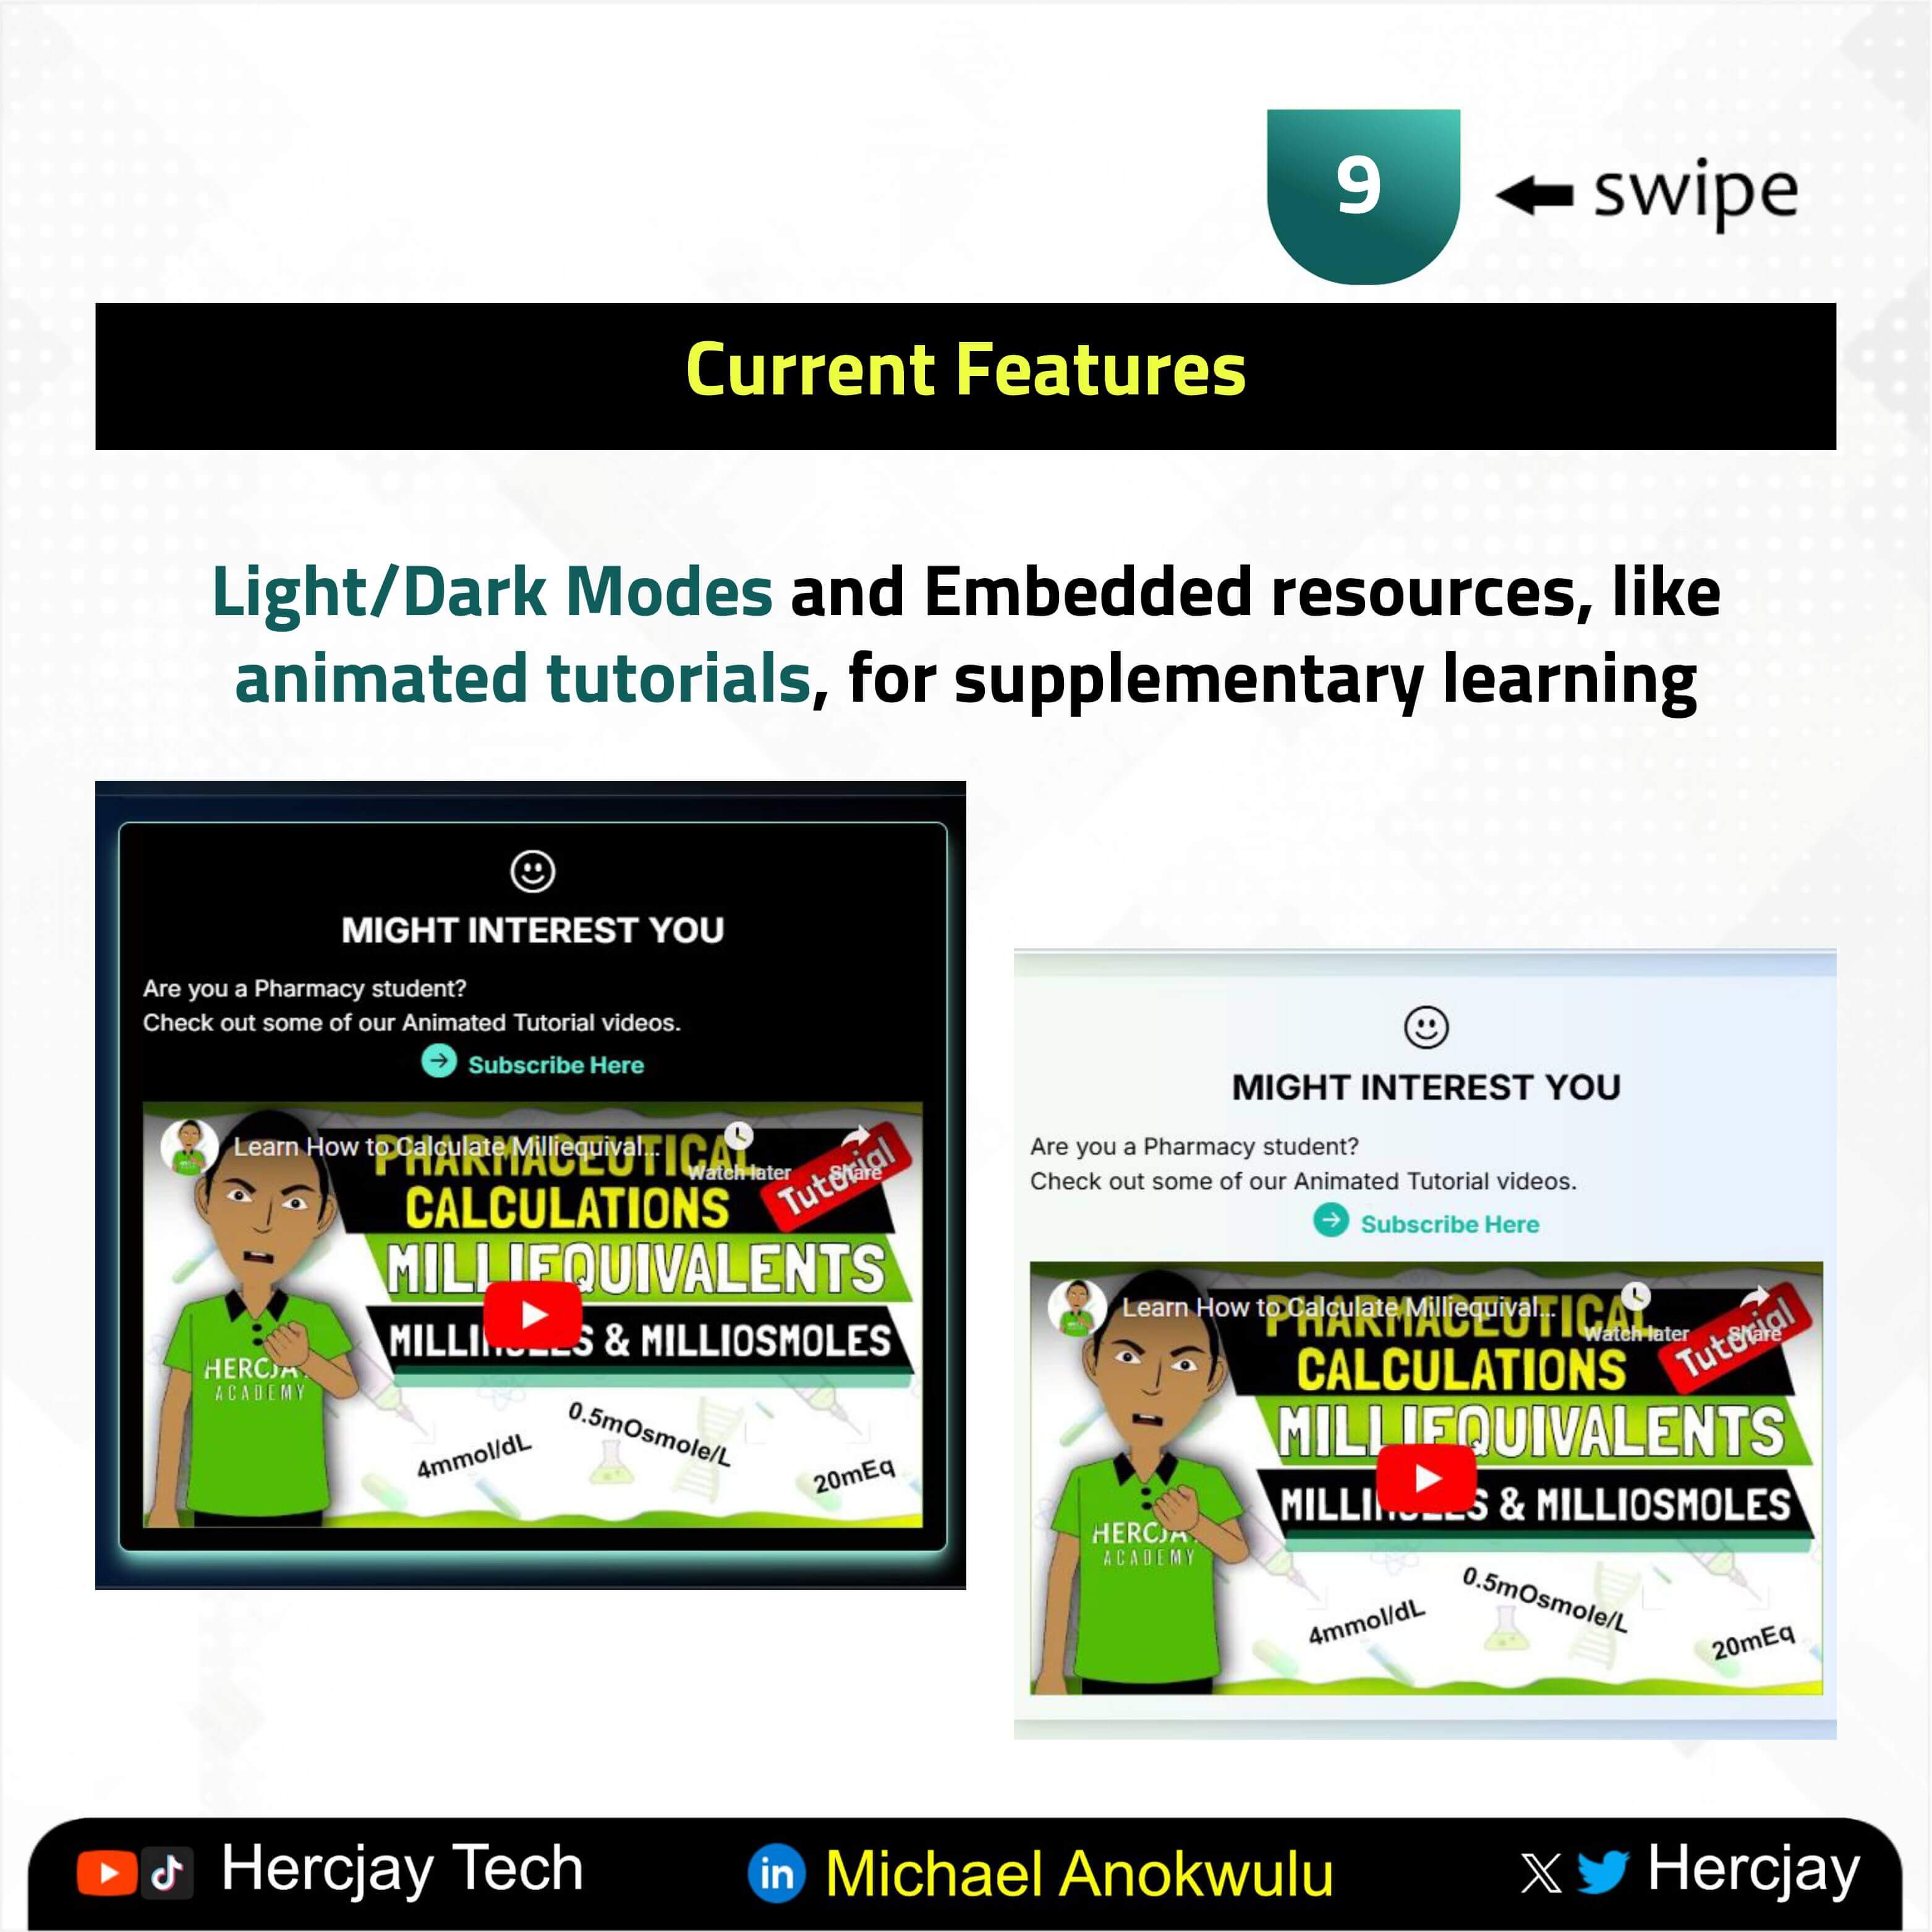 9
swipe
Current Features
Light/Dark Modes and Embedded resources, like
animated tutorials, for supplementary learning
MIGHT INTEREST YOU
Are you a Pharmacy student?
Check out some of our Animated Tutorial videos.
Subscribe Here
Learn How to Calculate Milliequival...
Watch later
Share
PHARMACEUTICAL
Tutorial
CALCULATIONS
MILLIEQUIVALENTS
& MILLIOSMOLES
ACADEMY
4mmol/dL
0.5mOsmole/L
20mEq
MIGHT INTEREST YOU
Are you a Pharmacy student?
Check out some of our Animated Tutorial videos.
Subscribe Here
Learn How to Calculate Milliequival...
Watch later
Share
PHARMACEUTICAL
Tutorial
CALCULATIONS
MILLIEQUIVALENTS
& MILLIOSMOLES
ACADEMY
4mmol/dL
0.5mOsmole/L
20mEq
Hercjay Tech
in Michael Anokwulu
X Hercjay